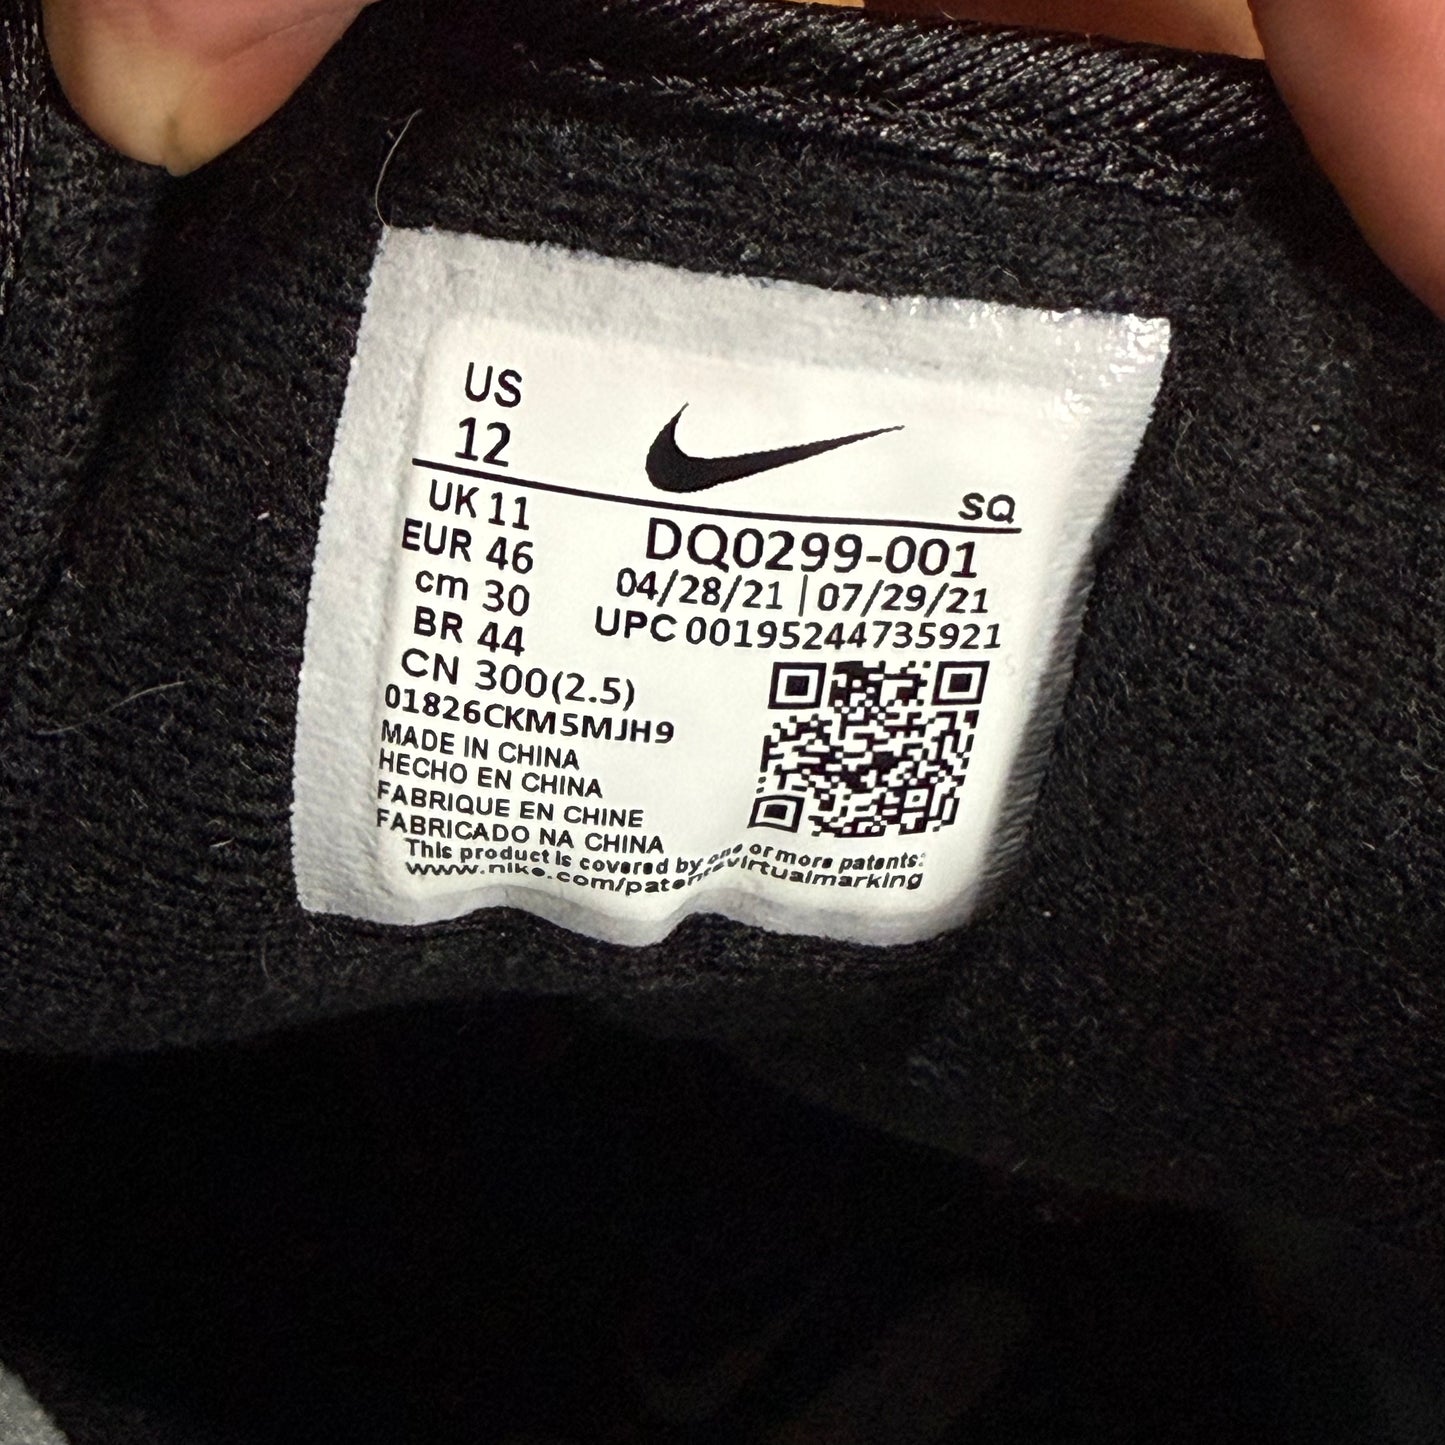 US
12
SQ
UK 11
EUR 46
cm 30
BR 44
CN 300(2.5)
DQ0299-001
04/28/21 | 07/29/21
UPC 00195244735921
01826CKM5MJH9
MADE IN CHINA
HECHO EN CHINA
FABRIQUE EN CHINE
FABRICADO NA CHINA
This product is covered by one or more patents:
www.nike.com/patents-virtualmarking